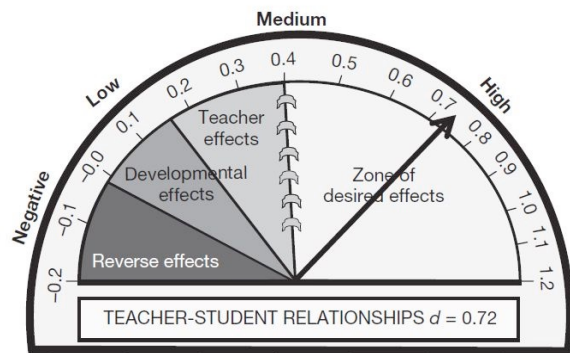 Medium
Low
High
Negative
-0.2
-0.1
-0.0
0.1
0.2
0.3
0.4
0.5
0.6
0.7
0.8
0.9
1.0
1.1
1.2
Teacher
effects
Developmental
effects
Zone of
desired effects
Reverse effects
TEACHER-STUDENT RELATIONSHIPS d = 0.72